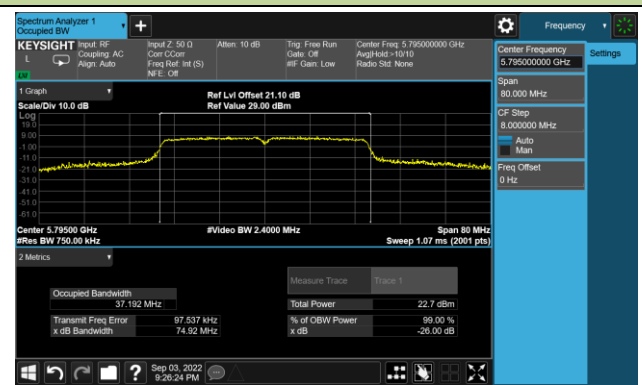 Spectrum Analyzer 1
Occupied BW
Frequency
KEYSIGHT
L
Input: RF
Coupling: AC
Align: Auto
Input Z: 50 Ω
Corr CCorr
Freq Ref: Int (S)
NFE: Off
Atten: 10 dB
Trig: Free Run
Gate: Off
#IF Gain: Low
Center Freq: 5.795000000 GHz
Avg|Hold:>10/10
Radio Std: None
Center Frequency
5.795000000 GHz
Settings
Span
80.000 MHz
CF Step
8.000000 MHz
Auto
Man
Freq Offset
0 Hz
1 Graph
Scale/Div 10.0 dB
Ref Lvl Offset 21.10 dB
Ref Value 29.00 dBm
Log
19.0
9.00
-1.00
-11.0
-21.0
-31.0
-41.0
-51.0
-61.0
Center 5.79500 GHz
#Res BW 750.00 kHz
#Video BW 2.4000 MHz
Span 80 MHz
Sweep 1.07 ms (2001 pts)
2 Metrics
Measure Trace
Trace 1
Occupied Bandwidth
37.192 MHz
Total Power
22.7 dBm
Transmit Freq Error
97.537 kHz
% of OBW Power
99.00 %
x dB Bandwidth
74.92 MHz
x dB
-26.00 dB
?
Sep 03, 2022
9:26:24 PM